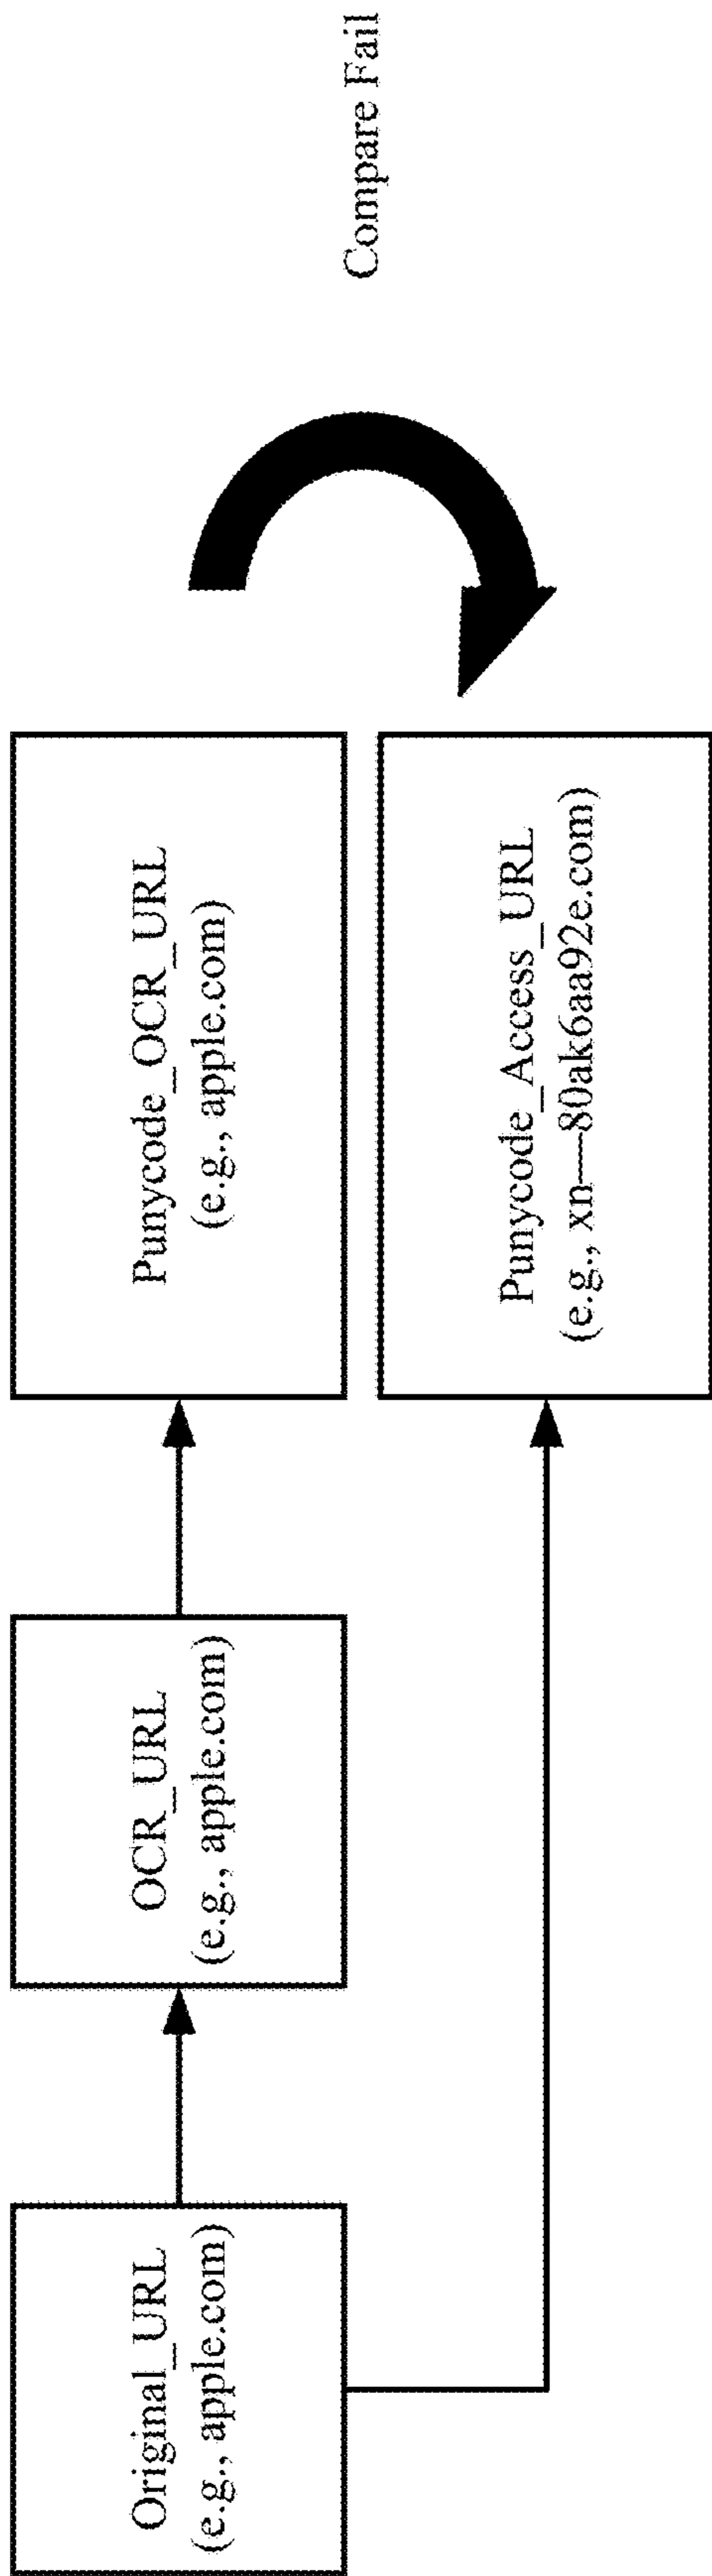 Original_URL
(e.g., apple.com)
OCR_URL
(e.g., apple.com)
Punycode_OCR_URL
(e.g., apple.com)
Punycode_Access_URL
(e.g., xn—80ak6aa92e.com)
Compare Fail